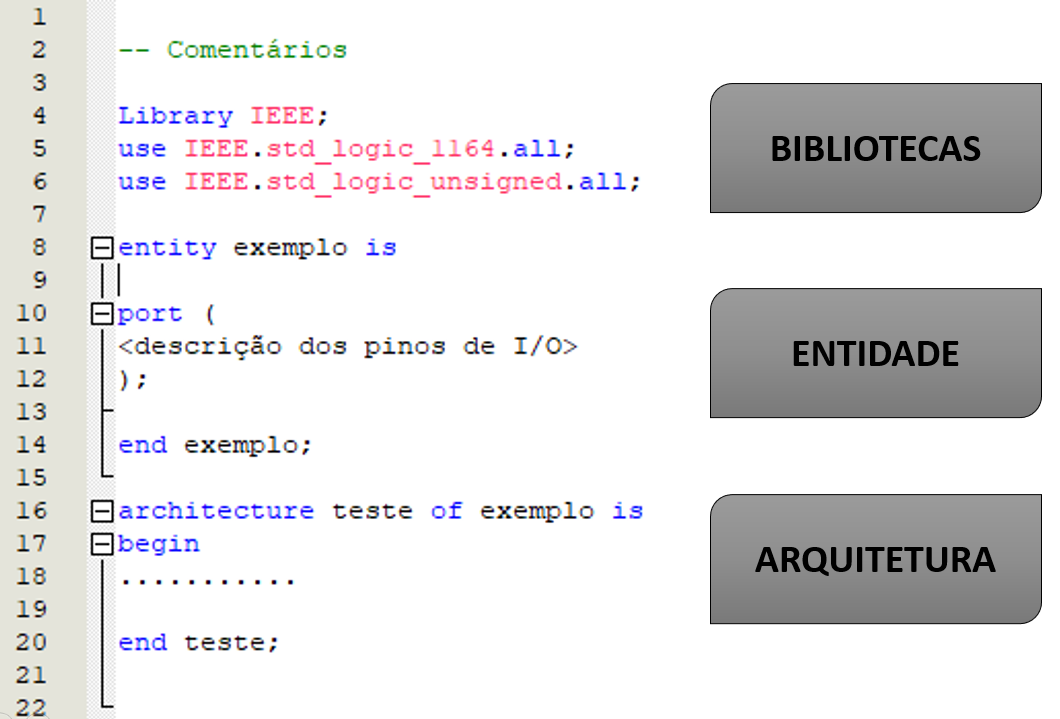 1
2 -- Comentários
3
4 Library IEEE;
5 use IEEE.std_logic_1164.all;
6 use IEEE.std_logic_unsigned.all;
7
8 entity exemplo is
9
10 port (
11 <descrição dos pinos de I/O>
12 );
13
14 end exemplo;
15
16 architecture teste of exemplo is
17 begin
18 ...........
19
20 end teste;
21
22
BIBLIOTECAS
ENTIDADE
ARQUITETURA